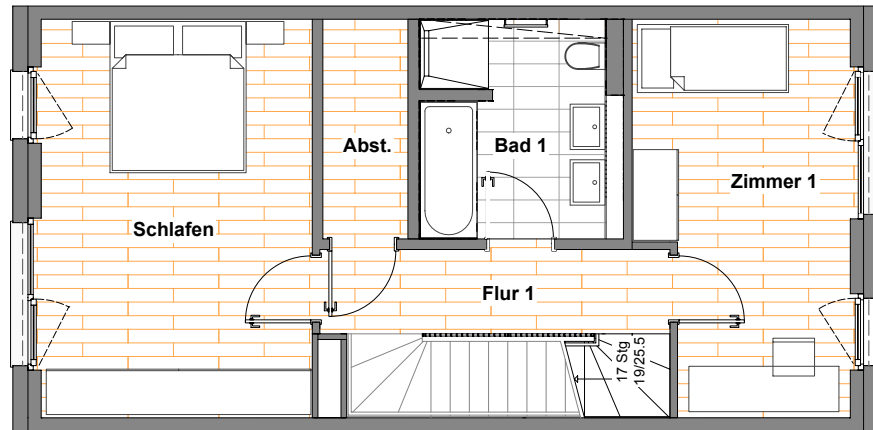 Abst.
Bad 1
Zimmer 1
Schlafen
Flur 1
17 Stg
19/25.5